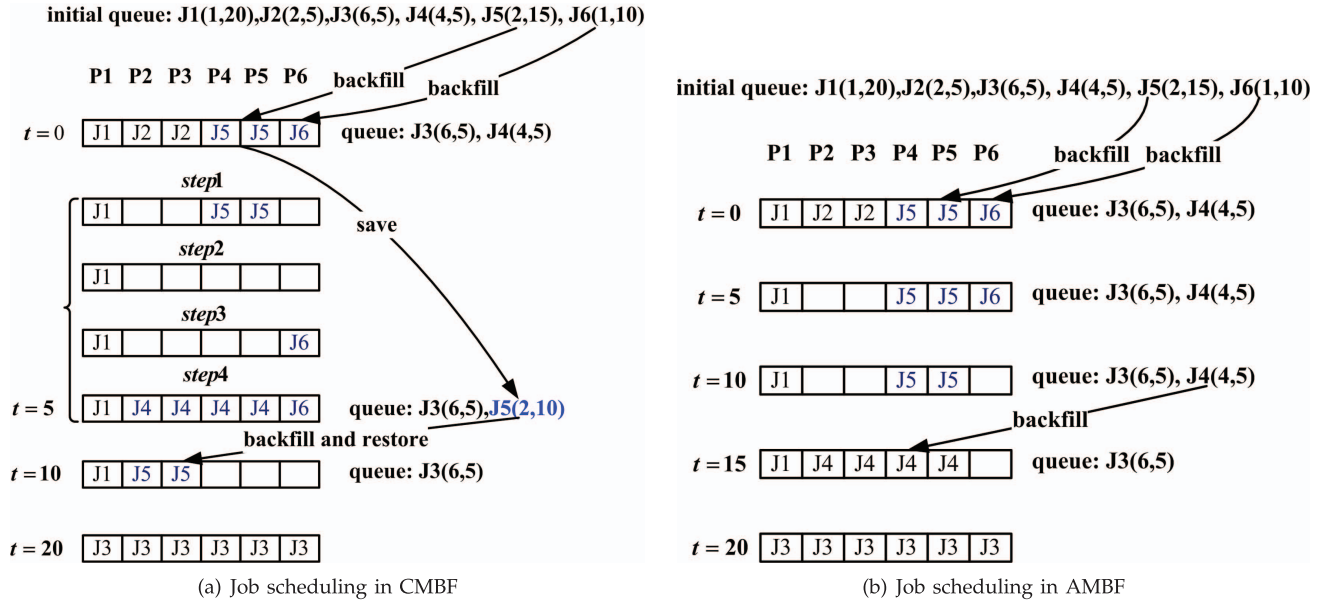 initial queue: J1(1,20),J2(2,5),J3(6,5), J4(4,5), J5(2,15), J6(1,10)
P1 P2 P3 P4 P5 P6
backfill
backfill
t = 0 J1 J2 J2 J5 J5 J6 queue: J3(6,5), J4(4,5)
step1
J1 J5 J5
save
step2
J1
step3
J1 J6
step4
t = 5 J1 J4 J4 J4 J4 J6 queue: J3(6,5),J5(2,10)
backfill and restore
t = 10 J1 J5 J5 queue: J3(6,5)
t = 20 J3 J3 J3 J3 J3 J3
(a) Job scheduling in CMBF
initial queue: J1(1,20),J2(2,5),J3(6,5), J4(4,5), J5(2,15), J6(1,10)
P1 P2 P3 P4 P5 P6
backfill backfill
t = 0 J1 J2 J2 J5 J5 J6 queue: J3(6,5), J4(4,5)
t = 5 J1 J5 J5 J6 queue: J3(6,5), J4(4,5)
t = 10 J1 J5 J5 queue: J3(6,5), J4(4,5)
backfill
t = 15 J1 J4 J4 J4 J4 queue: J3(6,5)
t = 20 J3 J3 J3 J3 J3 J3
(b) Job scheduling in AMBF